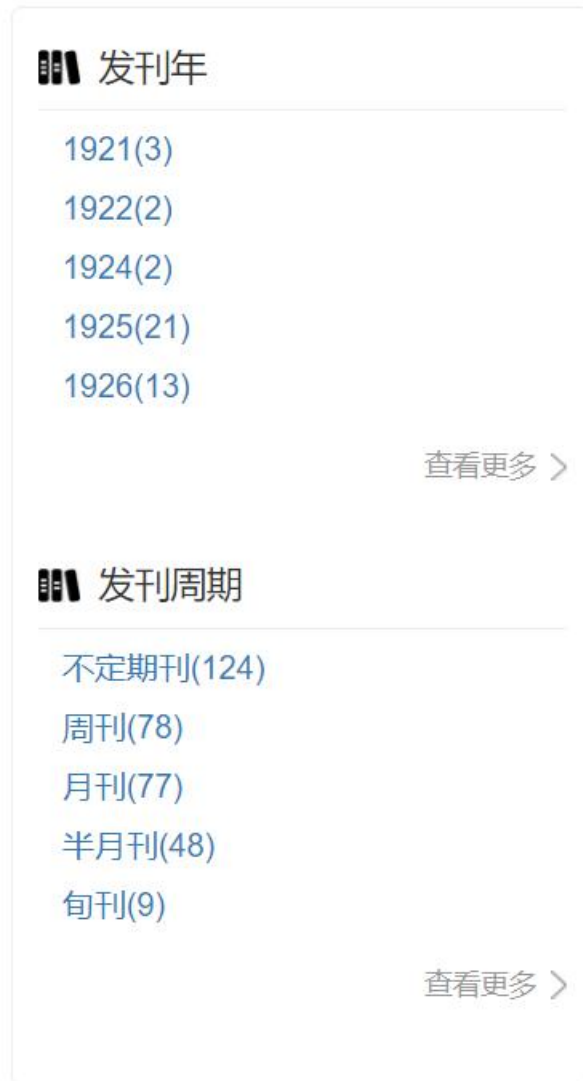 发刊年
1921(3)
1922(2)
1924(2)
1925(21)
1926(13)
查看更多
发刊周期
不定期刊(124)
周刊(78)
月刊(77)
半月刊(48)
旬刊(9)
查看更多